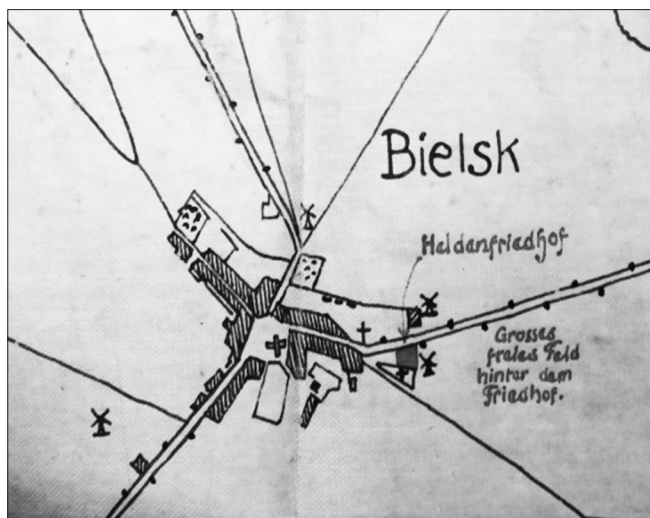 Bielsk
Heldenfriedhof
Grosses
freies Feld
hinter dem
Friedhof.